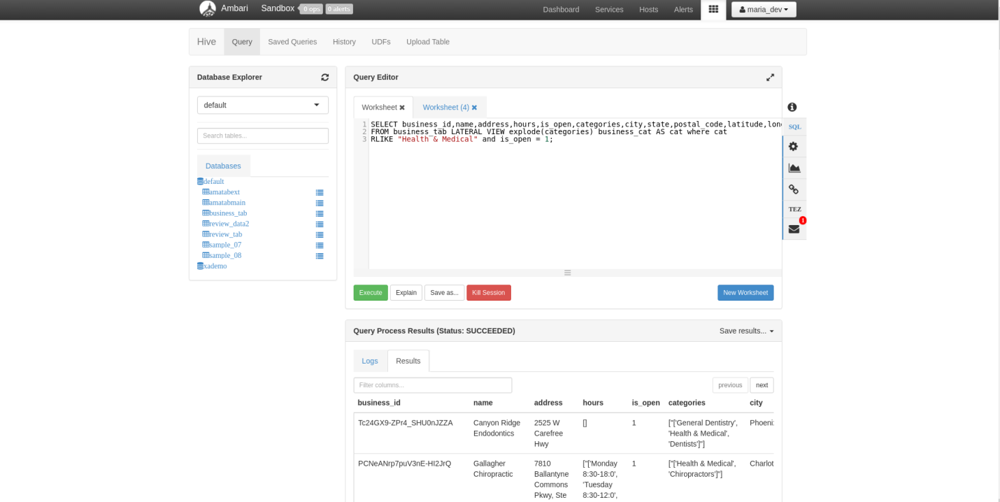 Ambari Sandbox 0 ops 0 alerts Dashboard Services Hosts Alerts maria_dev
Hive Query Saved Queries History UDFs Upload Table
Database Explorer
default
Search tables...
Databases
default
amatabext
amatabmain
business_tab
review_data2
review_tab
sample_07
sample_08
xademo
Query Editor
Worksheet Worksheet (4)
1 SELECT business_id,name,address,hours,is_open,categories,city,state,postal_code,latitude,lon
2 FROM business_tab LATERAL VIEW explode(categories) business_cat AS cat where cat
3 RLIKE "Health & Medical" and is_open = 1;
SQL
TEZ
1
Execute Explain Save as... Kill Session New Worksheet
Query Process Results (Status: SUCCEEDED) Save results...
Logs Results
Filter columns... previous next
business_id name address hours is_open categories city
Tc24GX9-ZPr4_SHU0nJZZA Canyon Ridge 2525 W [] 1 ["['General Dentistry', Phoeni
Endodontics Carefree 'Health & Medical',
Hwy 'Dentists']"]
PCNeANrp7puV3nE-HI2JrQ Gallagher 7810 ["['Monday 1 ["['Health & Medical', Charlot
Chiropractic Ballantyne 8:30-18:0', 'Chiropractors']"]
Commons 'Tuesday
Pkwy, Ste 8:30-12:0',